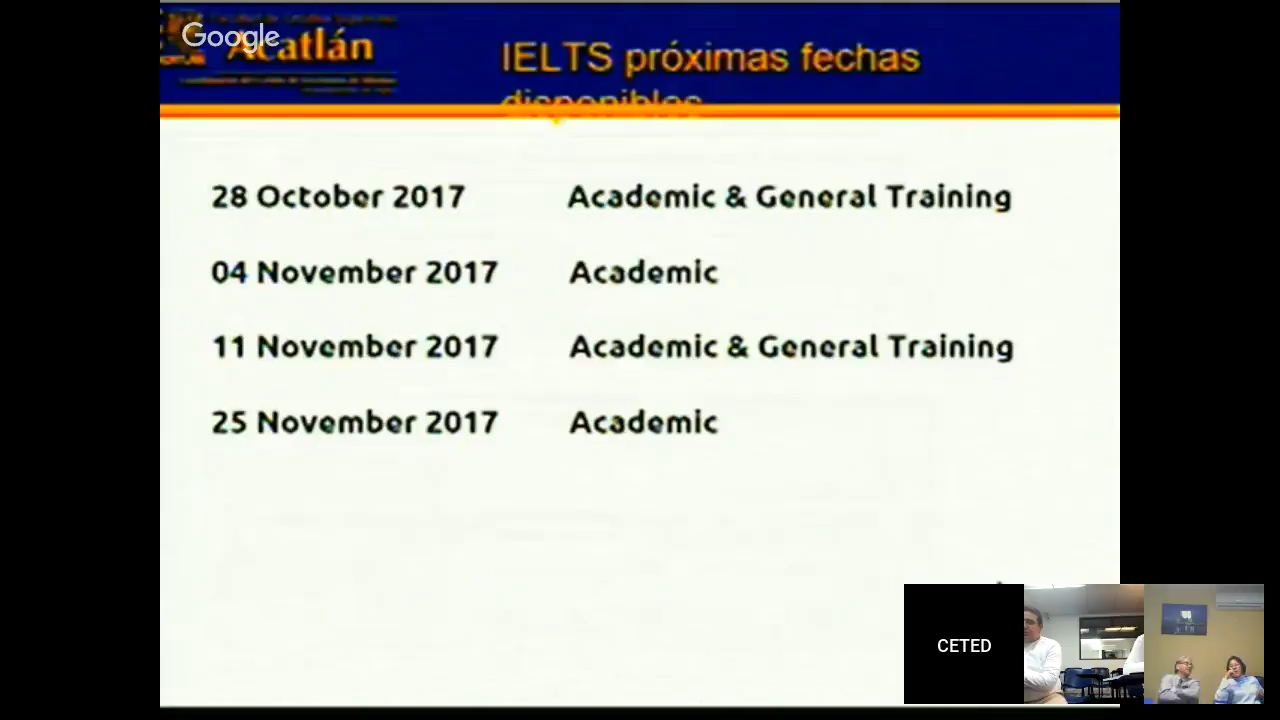 Google
Acatlán
IELTS próximas fechas
disponibles
28 October 2017 Academic & General Training
04 November 2017 Academic
11 November 2017 Academic & General Training
25 November 2017 Academic
CETED